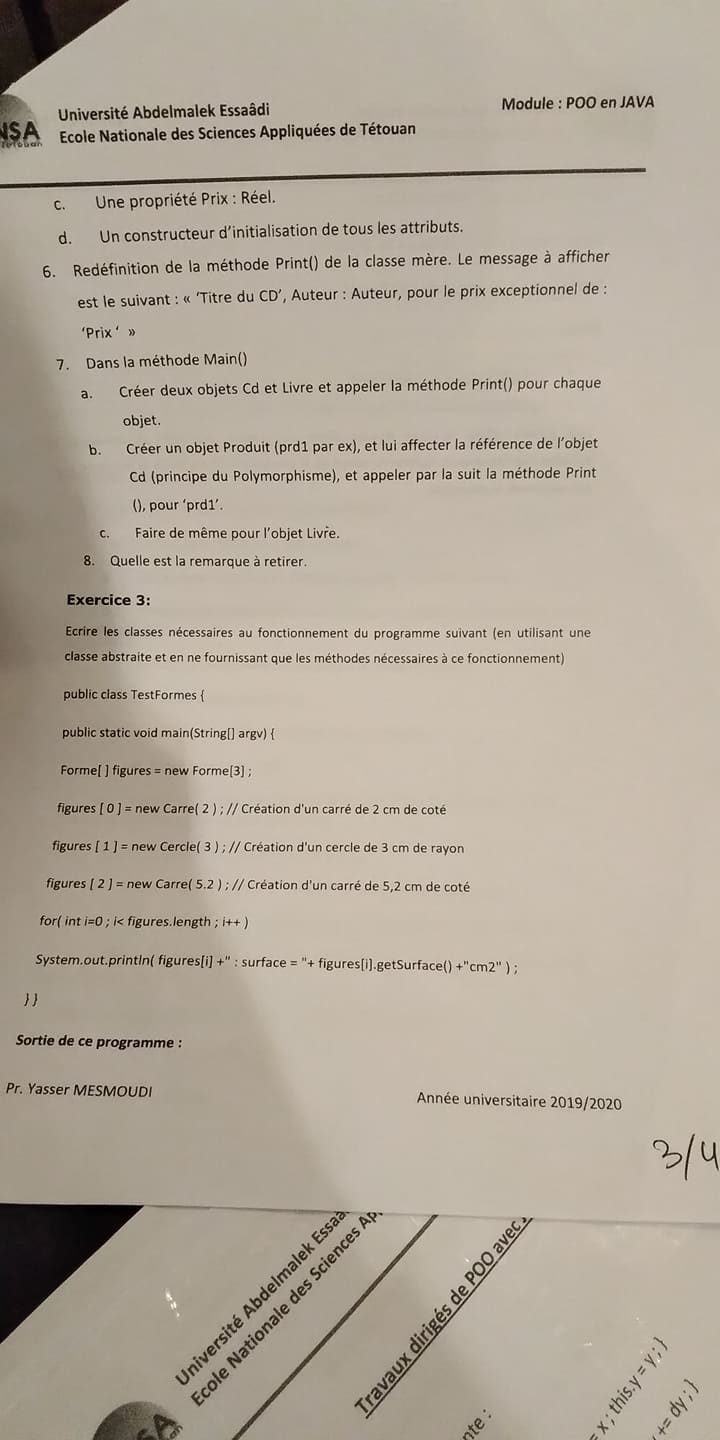 Université Abdelmalek Essaâdi
Module : POO en JAVA
NSA
Tetouan
Ecole Nationale des Sciences Appliquées de Tétouan
c. Une propriété Prix : Réel.
d. Un constructeur d'initialisation de tous les attributs.
6. Redéfinition de la méthode Print() de la classe mère. Le message à afficher
est le suivant : « 'Titre du CD', Auteur : Auteur, pour le prix exceptionnel de :
'Prix ' »
7. Dans la méthode Main()
a. Créer deux objets Cd et Livre et appeler la méthode Print() pour chaque
objet.
b. Créer un objet Produit (prd1 par ex), et lui affecter la référence de l'objet
Cd (principe du Polymorphisme), et appeler par la suit la méthode Print
(), pour 'prd1'.
c. Faire de même pour l'objet Livre.
8. Quelle est la remarque à retirer.
Exercice 3:
Ecrire les classes nécessaires au fonctionnement du programme suivant (en utilisant une
classe abstraite et en ne fournissant que les méthodes nécessaires à ce fonctionnement)
public class TestFormes {
public static void main(String[] argv) {
Forme[ ] figures = new Forme[3] ;
figures [ 0 ] = new Carre( 2 ) ; // Création d'un carré de 2 cm de coté
figures [ 1 ] = new Cercle( 3 ) ; // Création d'un cercle de 3 cm de rayon
figures [ 2 ] = new Carre( 5.2 ) ; // Création d'un carré de 5,2 cm de coté
for( int i=0 ; i< figures.length ; i++ )
System.out.println( figures[i] +" : surface = "+ figures[i].getSurface() +"cm2" ) ;
} }
Sortie de ce programme :
Pr. Yasser MESMOUDI
Année universitaire 2019/2020
3/4
Université Abdelmalek Essaâ
Ecole Nationale des Sciences Ap
Travaux dirigés de POO avec
nte :
= x ; this.y = y ; }
+= dy ; }